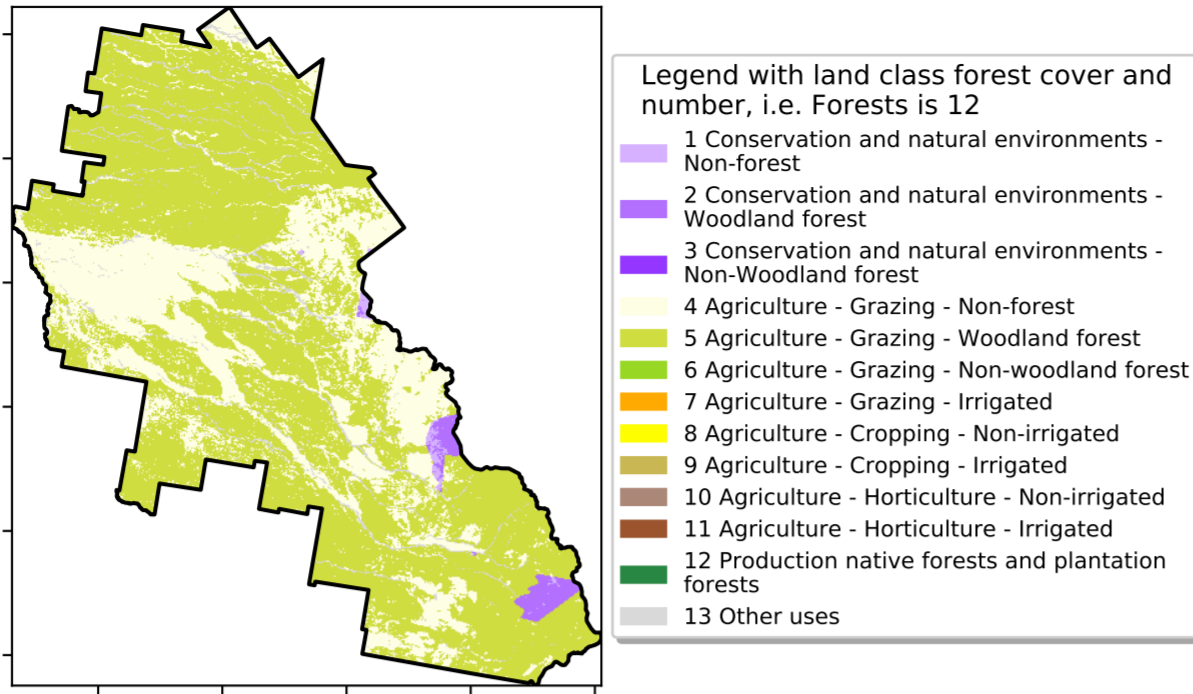 Legend with land class forest cover and
number, i.e. Forests is 12
1 Conservation and natural environments -
Non-forest
2 Conservation and natural environments -
Woodland forest
3 Conservation and natural environments -
Non-Woodland forest
4 Agriculture - Grazing - Non-forest
5 Agriculture - Grazing - Woodland forest
6 Agriculture - Grazing - Non-woodland forest
7 Agriculture - Grazing - Irrigated
8 Agriculture - Cropping - Non-irrigated
9 Agriculture - Cropping - Irrigated
10 Agriculture - Horticulture - Non-irrigated
11 Agriculture - Horticulture - Irrigated
12 Production native forests and plantation
forests
13 Other uses